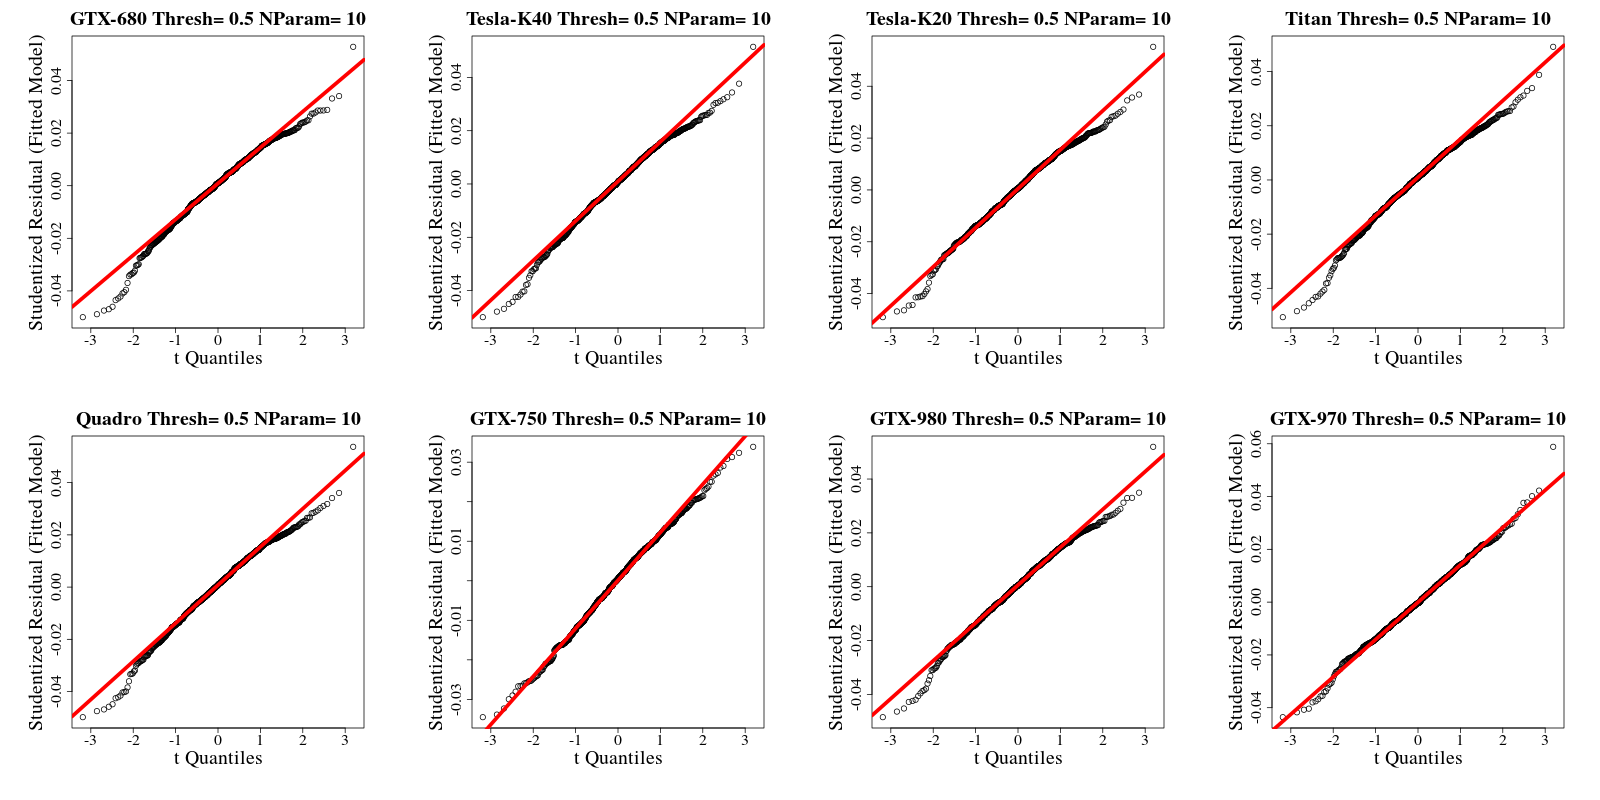 GTX-680 Thresh= 0.5 NParam= 10
Studentized Residual (Fitted Model)
0.04
0.02
0.00
-0.02
-0.04
-3 -2 -1 0 1 2 3
t Quantiles
Tesla-K40 Thresh= 0.5 NParam= 10
Studentized Residual (Fitted Model)
0.04
0.02
0.00
-0.02
-0.04
-3 -2 -1 0 1 2 3
t Quantiles
Tesla-K20 Thresh= 0.5 NParam= 10
Studentized Residual (Fitted Model)
0.04
0.02
0.00
-0.02
-0.04
-3 -2 -1 0 1 2 3
t Quantiles
Titan Thresh= 0.5 NParam= 10
Studentized Residual (Fitted Model)
0.04
0.02
0.00
-0.02
-0.04
-3 -2 -1 0 1 2 3
t Quantiles
Quadro Thresh= 0.5 NParam= 10
Studentized Residual (Fitted Model)
0.04
0.02
0.00
-0.02
-0.04
-3 -2 -1 0 1 2 3
t Quantiles
GTX-750 Thresh= 0.5 NParam= 10
Studentized Residual (Fitted Model)
0.03
0.01
-0.01
-0.03
-3 -2 -1 0 1 2 3
t Quantiles
GTX-980 Thresh= 0.5 NParam= 10
Studentized Residual (Fitted Model)
0.04
0.02
0.00
-0.02
-0.04
-3 -2 -1 0 1 2 3
t Quantiles
GTX-970 Thresh= 0.5 NParam= 10
Studentized Residual (Fitted Model)
0.06
0.04
0.02
0.00
-0.02
-0.04
-3 -2 -1 0 1 2 3
t Quantiles